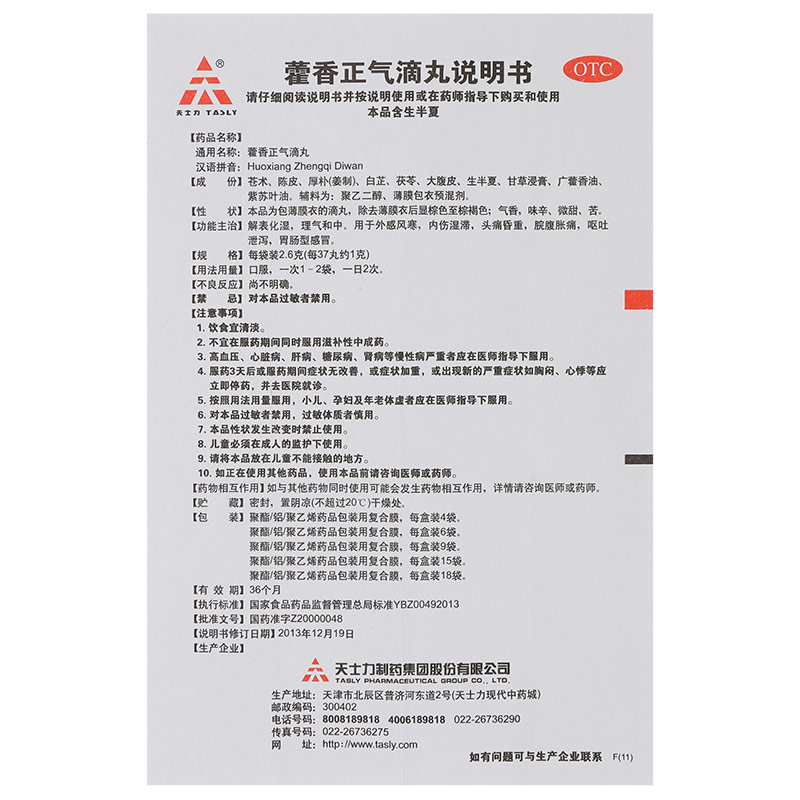 藿香正气滴丸说明书
OTC
请仔细阅读说明书并按说明使用或在药师指导下购买和使用
®
天士力 TASLY
本品含生半夏
【药品名称】
通用名称：藿香正气滴丸
汉语拼音：Huoxiang Zhengqi Diwan
【成 份】苍术、陈皮、厚朴(姜制)、白芷、茯苓、大腹皮、生半夏、甘草浸膏、广藿香油、
紫苏叶油。辅料为：聚乙二醇、薄膜包衣预混剂。
【性 状】本品为包薄膜衣的滴丸，除去薄膜衣后显棕色至棕褐色；气香，味辛、微甜、苦。
【功能主治】解表化湿，理气和中。用于外感风寒，内伤湿滞，头痛昏重，脘腹胀痛，呕吐
泄泻，胃肠型感冒。
【规 格】每袋装2.6克(每37丸约1克)
【用法用量】口服，一次1－2袋，一日2次。
【不良反应】尚不明确。
【禁 忌】对本品过敏者禁用。
【注意事项】
1. 饮食宜清淡。
2. 不宜在服药期间同时服用滋补性中成药。
3. 高血压、心脏病、肝病、糖尿病、肾病等慢性病严重者应在医师指导下服用。
4. 服药3天后或服药期间症状无改善，或症状加重，或出现新的严重症状如胸闷、心悸等应
立即停药，并去医院就诊。
5. 按照用法用量服用，小儿、孕妇及年老体虚者应在医师指导下服用。
6. 对本品过敏者禁用，过敏体质者慎用。
7. 本品性状发生改变时禁止使用。
8. 儿童必须在成人的监护下使用。
9. 请将本品放在儿童不能接触的地方。
10. 如正在使用其他药品，使用本品前请咨询医师或药师。
【药物相互作用】如与其他药物同时使用可能会发生药物相互作用，详情请咨询医师或药师。
【贮 藏】密封，置阴凉(不超过20℃)干燥处。
【包 装】聚酯/铝/聚乙烯药品包装用复合膜，每盒装4袋。
聚酯/铝/聚乙烯药品包装用复合膜，每盒装6袋。
聚酯/铝/聚乙烯药品包装用复合膜，每盒装9袋。
聚酯/铝/聚乙烯药品包装用复合膜，每盒装15袋。
聚酯/铝/聚乙烯药品包装用复合膜，每盒装18袋。
【有 效 期】36个月
【执行标准】国家食品药品监督管理总局标准YBZ00492013
【批准文号】国药准字Z20000048
【说明书修订日期】2013年12月19日
【生产企业】
天士力制药集团股份有限公司
TASLY PHARMACEUTICAL GROUP CO., LTD.
生产地址：天津市北辰区普济河东道2号(天士力现代中药城)
邮政编码：300402
电话号码：8008189818 4006189818 022-26736290
传真号码：022-26736275
网 址：http://www.tasly.com
如有问题可与生产企业联系 F(11)